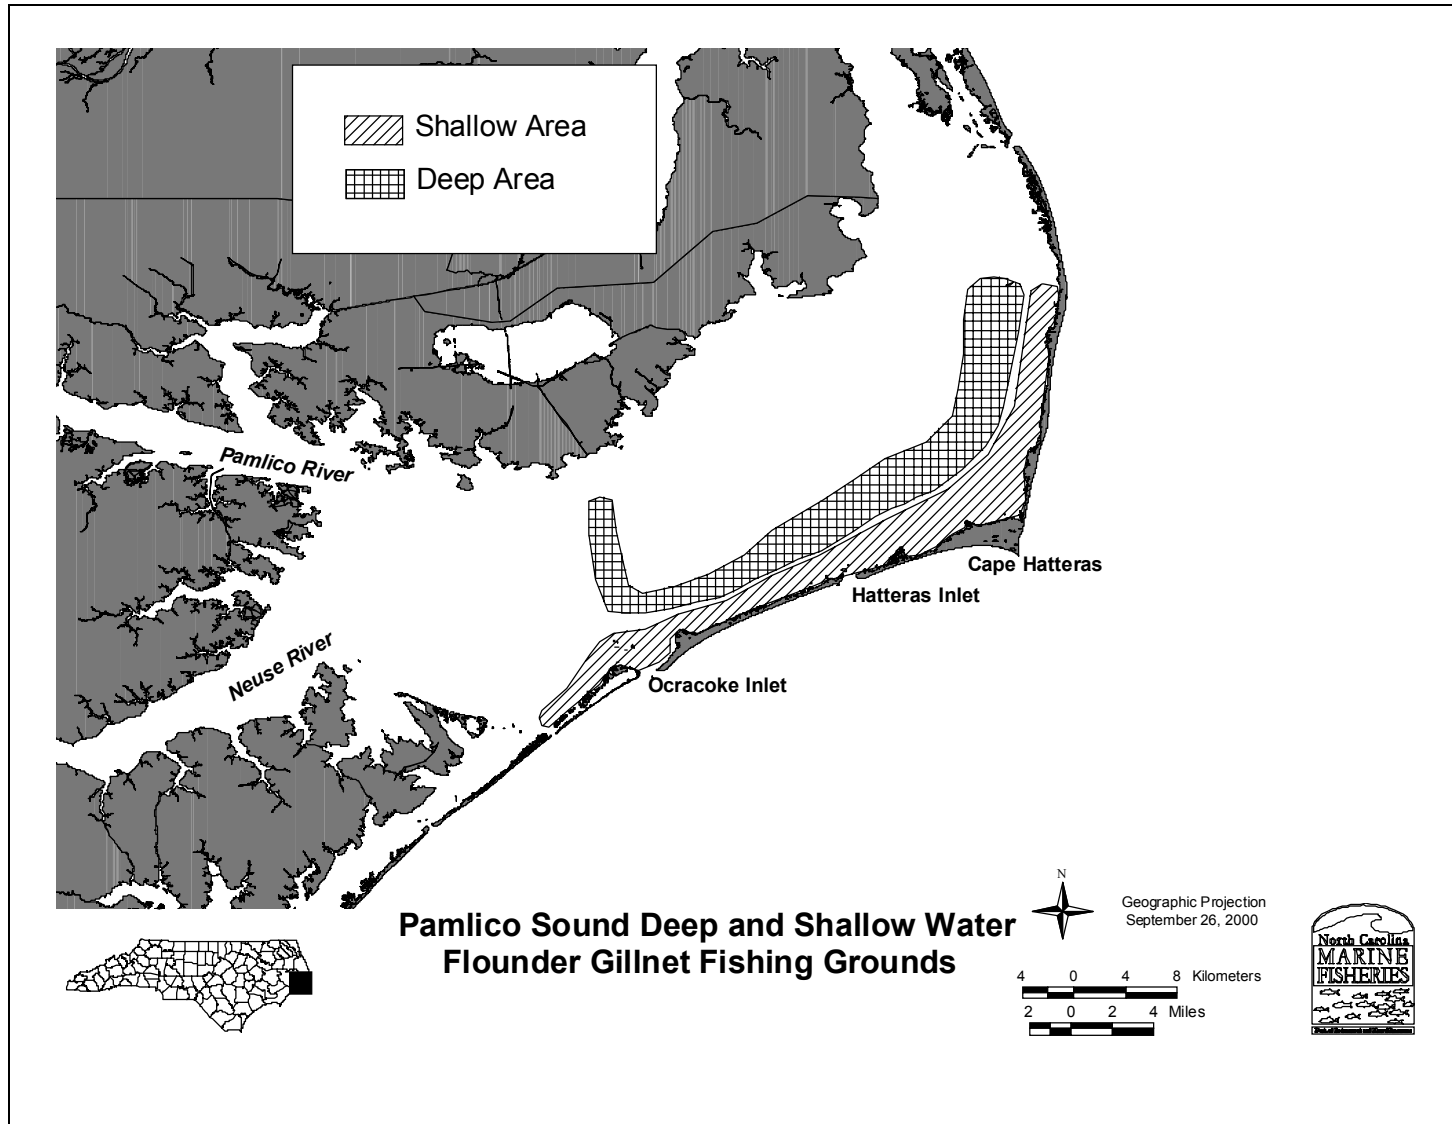 Shallow Area
Deep Area
Pamlico River
Cape Hatteras
Hatteras Inlet
Neuse River
Ocracoke Inlet
N
Pamlico Sound Deep and Shallow Water
Flounder Gillnet Fishing Grounds
Geographic Projection
September 26, 2000
4 0 4 8 Kilometers
2 0 2 4 Miles
North Carolina
MARINE
FISHERIES